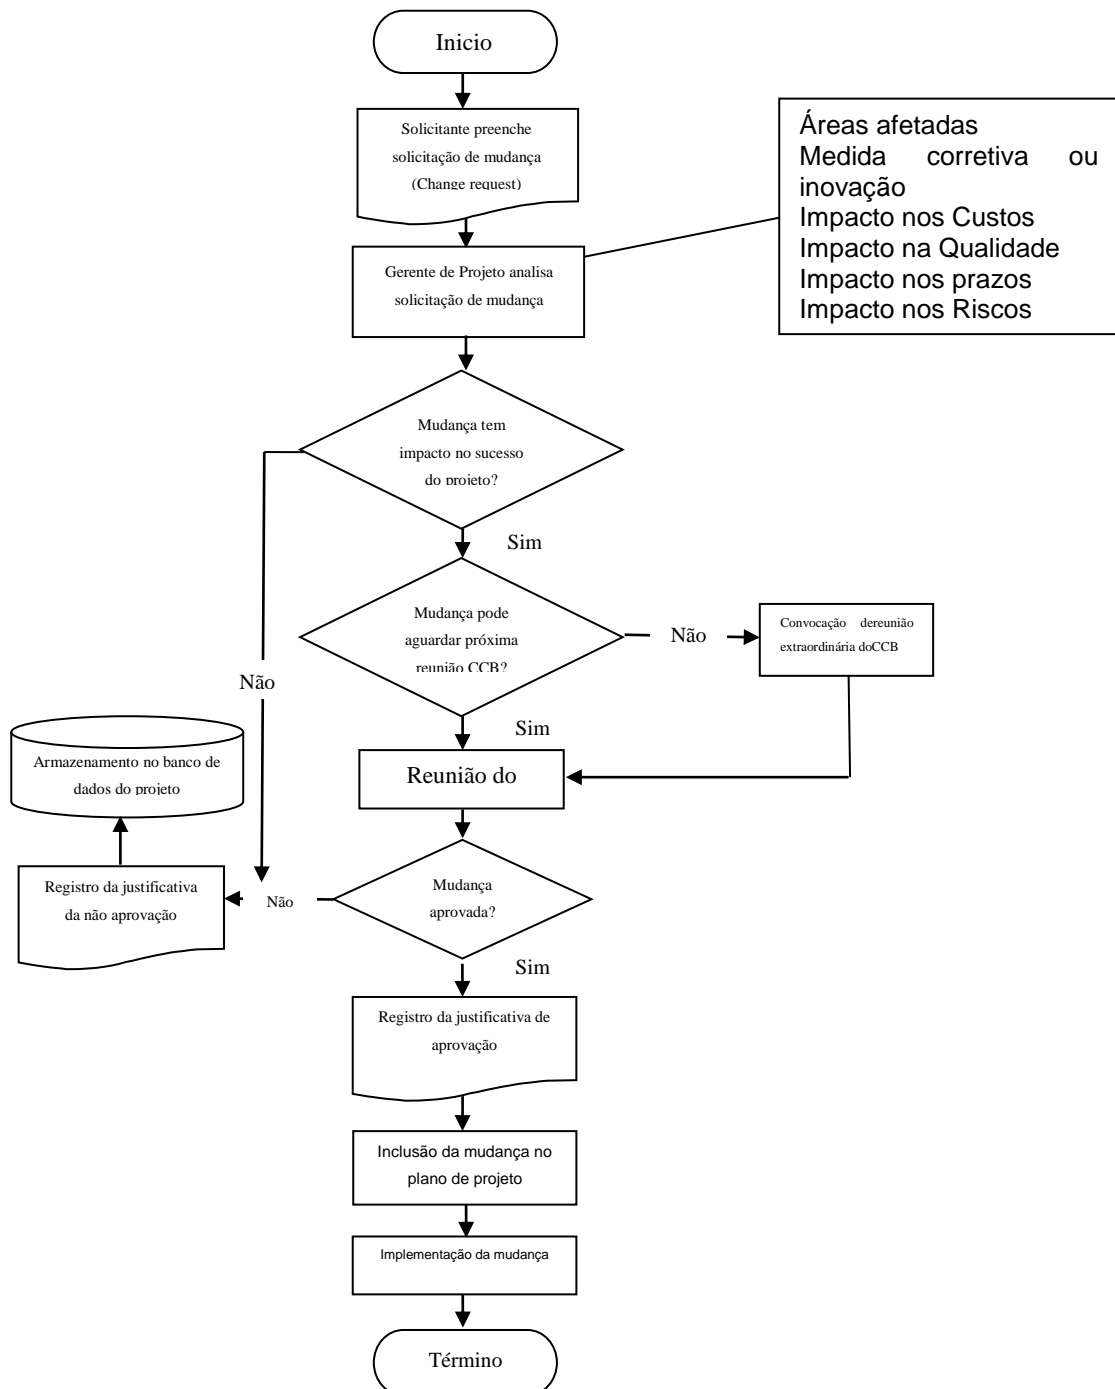 Inicio
Solicitante preenche
solicitação de mudança
(Change request)
Áreas afetadas
Medida corretiva ou
inovação
Impacto nos Custos
Impacto na Qualidade
Impacto nos prazos
Impacto nos Riscos
Gerente de Projeto analisa
solicitação de mudança
Mudança tem
impacto no sucesso
do projeto?
Sim
Mudança pode
aguardar próxima
reunião CCB?
Não
Convocação dereunião
extraordinária doCCB
Não
Sim
Reunião do
Armazenamento no banco de
dados do projeto
Mudança
aprovada?
Não
Registro da justificativa
da não aprovação
Sim
Registro da justificativa de
aprovação
Inclusão da mudança no
plano de projeto
Implementação da mudança
Término